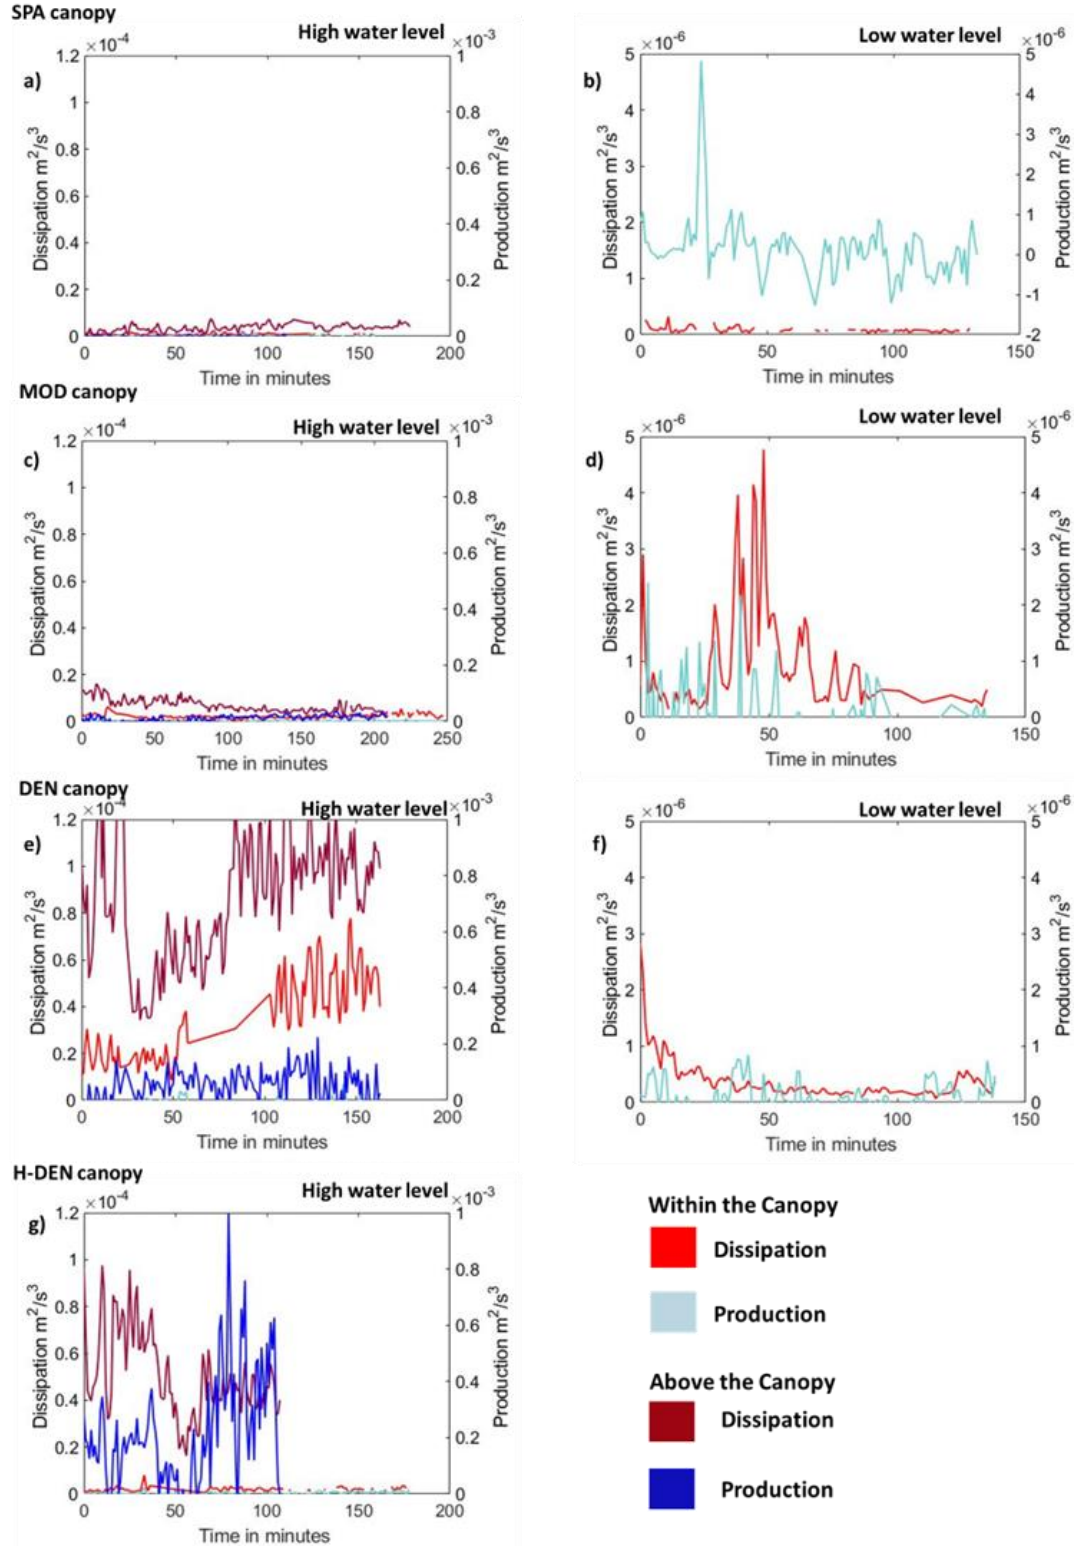 SPA canopy
High water level
×10⁻⁴
×10⁻³
a)
1.2
1
0.8
0.6
0.4
0.2
0
Dissipation m²/s³
1
0.8
0.6
0.4
0.2
0
Production m²/s³
0 50 100 150 200
Time in minutes
Low water level
×10⁻⁶
×10⁻⁶
b)
5
4
3
2
1
0
Dissipation m²/s³
5
4
3
2
1
0
-1
-2
Production m²/s³
0 50 100 150
Time in minutes
MOD canopy
High water level
×10⁻⁴
×10⁻³
c)
1.2
1
0.8
0.6
0.4
0.2
0
Dissipation m²/s³
1
0.8
0.6
0.4
0.2
0
Production m²/s³
0 50 100 150 200 250
Time in minutes
Low water level
×10⁻⁶
×10⁻⁶
d)
5
4
3
2
1
0
Dissipation m²/s³
5
4
3
2
1
0
Production m²/s³
0 50 100 150
Time in minutes
DEN canopy
High water level
×10⁻⁴
×10⁻³
e)
1.2
1
0.8
0.6
0.4
0.2
0
Dissipation m²/s³
1
0.8
0.6
0.4
0.2
0
Production m²/s³
0 50 100 150 200
Time in minutes
Low water level
×10⁻⁶
×10⁻⁶
f)
5
4
3
2
1
0
Dissipation m²/s³
5
4
3
2
1
0
Production m²/s³
0 50 100 150
Time in minutes
H-DEN canopy
High water level
×10⁻⁴
×10⁻³
g)
1.2
1
0.8
0.6
0.4
0.2
0
Dissipation m²/s³
1
0.8
0.6
0.4
0.2
0
Production m²/s³
0 50 100 150 200
Time in minutes
Within the Canopy
Dissipation
Production
Above the Canopy
Dissipation
Production